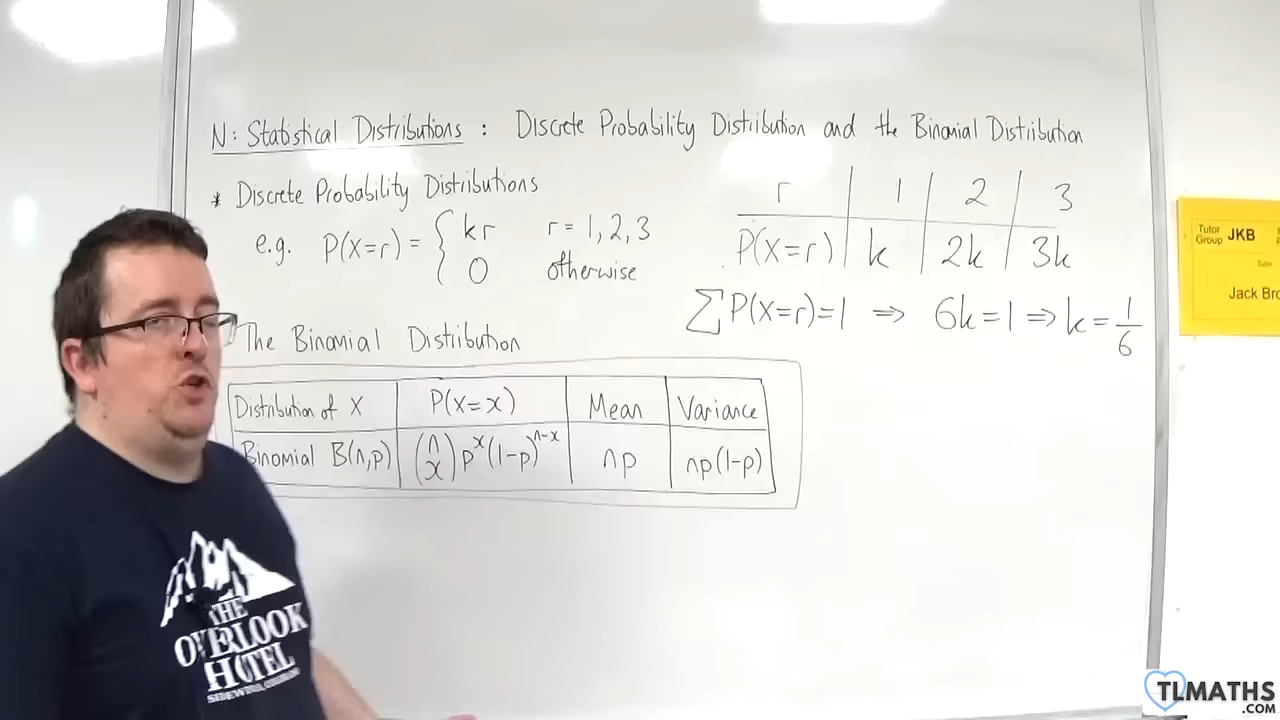 N: Statistical Distributions : Discrete Probability Distribution and the Binomial Distribution
* Discrete Probability Distributions
e.g. P(X=r) = { kr r = 1, 2, 3
0 otherwise
r | 1 | 2 | 3
P(X=r) | k | 2k | 3k
∑ P(X=r)=1 ⇒ 6k=1 ⇒ k=1/6
The Binomial Distribution
Distribution of X | P(X=x) | Mean | Variance
Binomial B(n,p) | (n x) p^x (1-p)^n-x | np | np(1-p)
Tutor Group JKB
Jack Bro
THE
OVERLOOK
HOTEL
TLMATHS
.COM